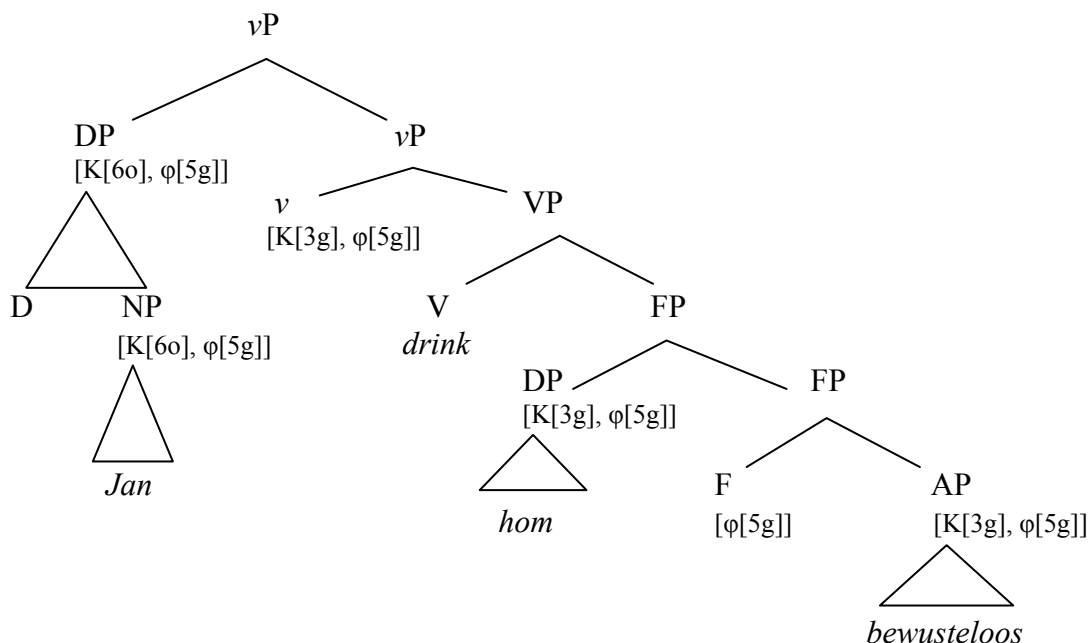 vP
DP vP
[K[6o], φ[5g]]
v VP
[K[3g], φ[5g]]
D NP V FP
[K[6o], φ[5g]] drink
DP FP
[K[3g], φ[5g]]
Jan F AP
hom [φ[5g]] [K[3g], φ[5g]]
bewusteloos